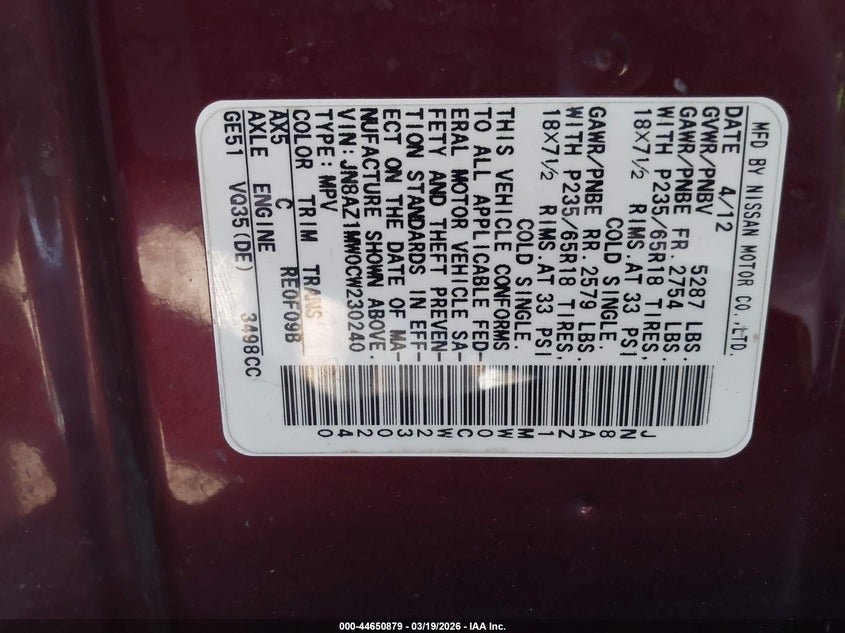 MFD BY NISSAN MOTOR CO.,LTD.
DATE 4/12
GVWR/PNBV 5287 LBS
GAWR/PNBE FR. 2754 LBS.
WITH P235/65R18 TIRES,
18X7½ RIMS.AT 33 PSI
COLD SINGLE.
GAWR/PNBE RR. 2579 LBS.
WITH P235/65R18 TIRES,
18X7½ RIMS.AT 33 PSI
COLD SINGLE.
THIS VEHICLE CONFORMS
TO ALL APPLICABLE FED-
ERAL MOTOR VEHICLE SA-
FETY AND THEFT PREVEN-
TION STANDARDS IN EFF-
ECT ON THE DATE OF MA-
NUFACTURE SHOWN ABOVE.
VIN: JN8AZ1MW0CW230240
TYPE: MPV
COLOR TRIM TRANS
AX5 C RE0F09B
AXLE ENGINE
GE51 VQ35(DE) 3498CC
JN8AZ1MW0CW230240
000-44650879 - 03/19/2026 - IAA Inc.